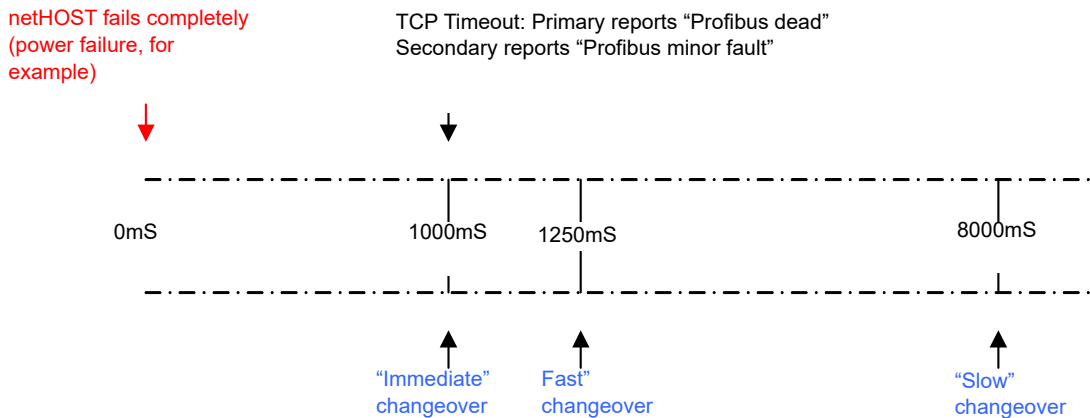 netHOST fails completely
(power failure, for
example)
TCP Timeout: Primary reports “Profibus dead”
Secondary reports “Profibus minor fault”
0mS
1000mS
1250mS
8000mS
“Immediate”
changeover
Fast”
changeover
“Slow”
changeover